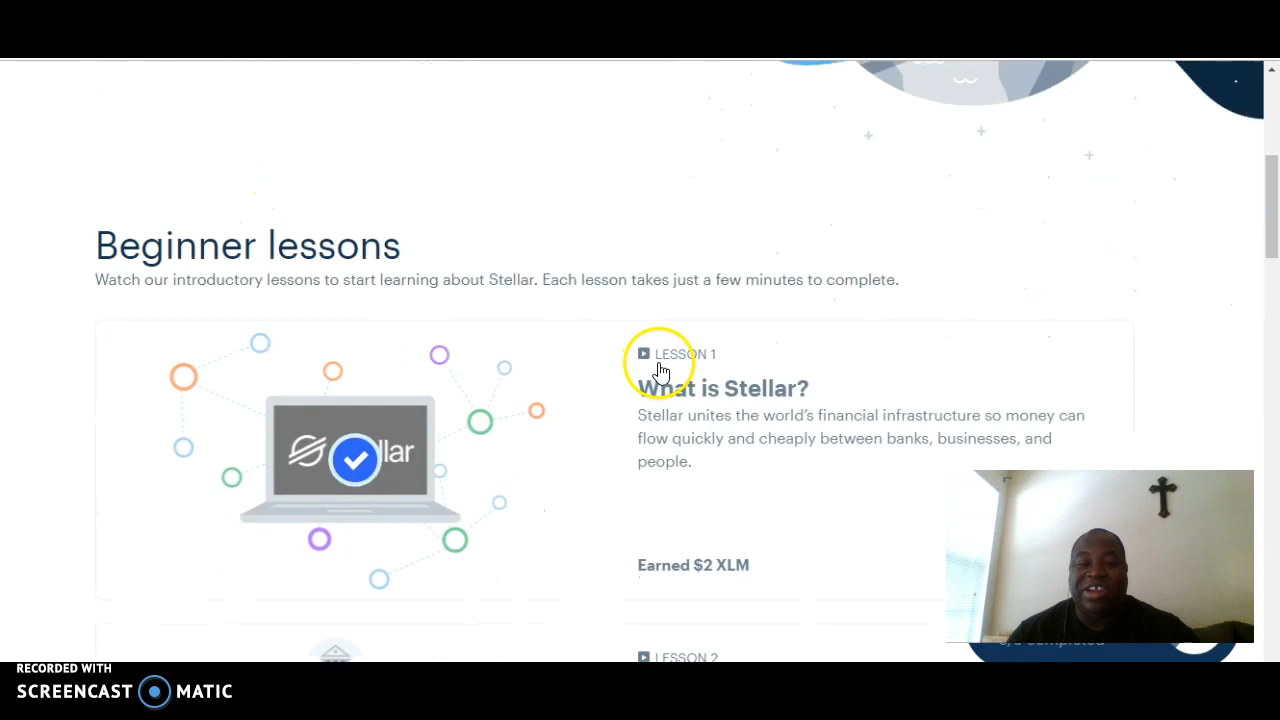 Beginner lessons
Watch our introductory lessons to start learning about Stellar. Each lesson takes just a few minutes to complete.
LESSON 1
What is Stellar?
Stellar unites the world's financial infrastructure so money can
flow quickly and cheaply between banks, businesses, and
people.
Earned $2 XLM
LESSON 2
RECORDED WITH
SCREENCAST MATIC